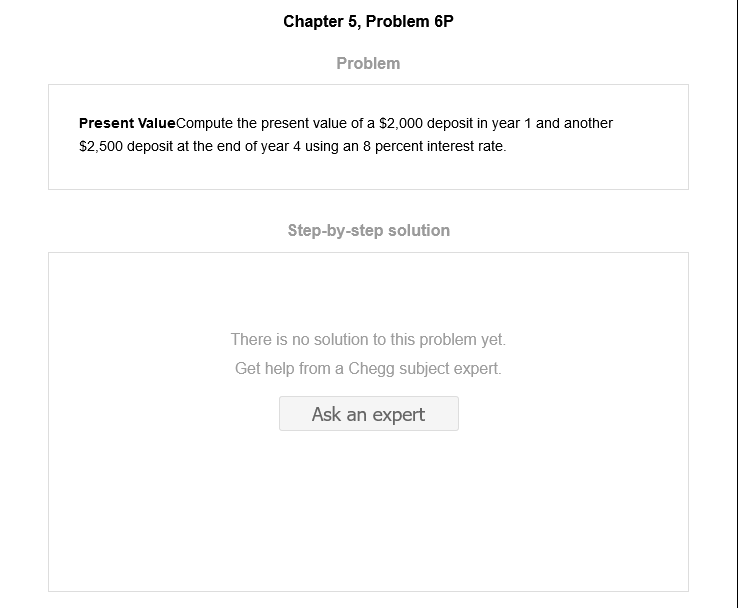 Chapter 5, Problem 6P
Problem
Present ValueCompute the present value of a $2,000 deposit in year 1 and another
$2,500 deposit at the end of year 4 using an 8 percent interest rate.
Step-by-step solution
There is no solution to this problem yet.
Get help from a Chegg subject expert.
Ask an expert